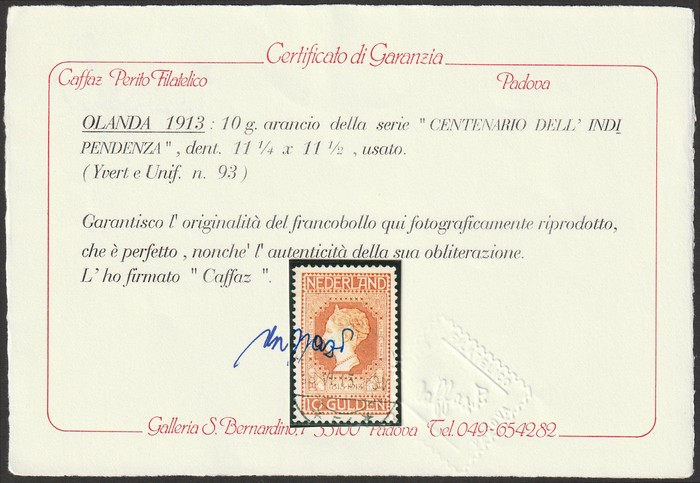 Certificato di Garanzia
Caffaz Perito Filatelico Padova
OLANDA 1913 : 10 g. arancio della serie " CENTENARIO DELL' INDI
PENDENZA " , dent. 11 1/4 x 11 1/2 , usato.
( Yvert e Unif. n. 93 )
Garantisco l' originalità del francobollo qui fotograficamente riprodotto,
che è perfetto , nonche' l' autenticità della sua obliterazione.
L' ho firmato " Caffaz ".
NEDERLAND
10 GULDEN
Galleria S. Bernardino, 1 35100 Padova Tel. 049-654282